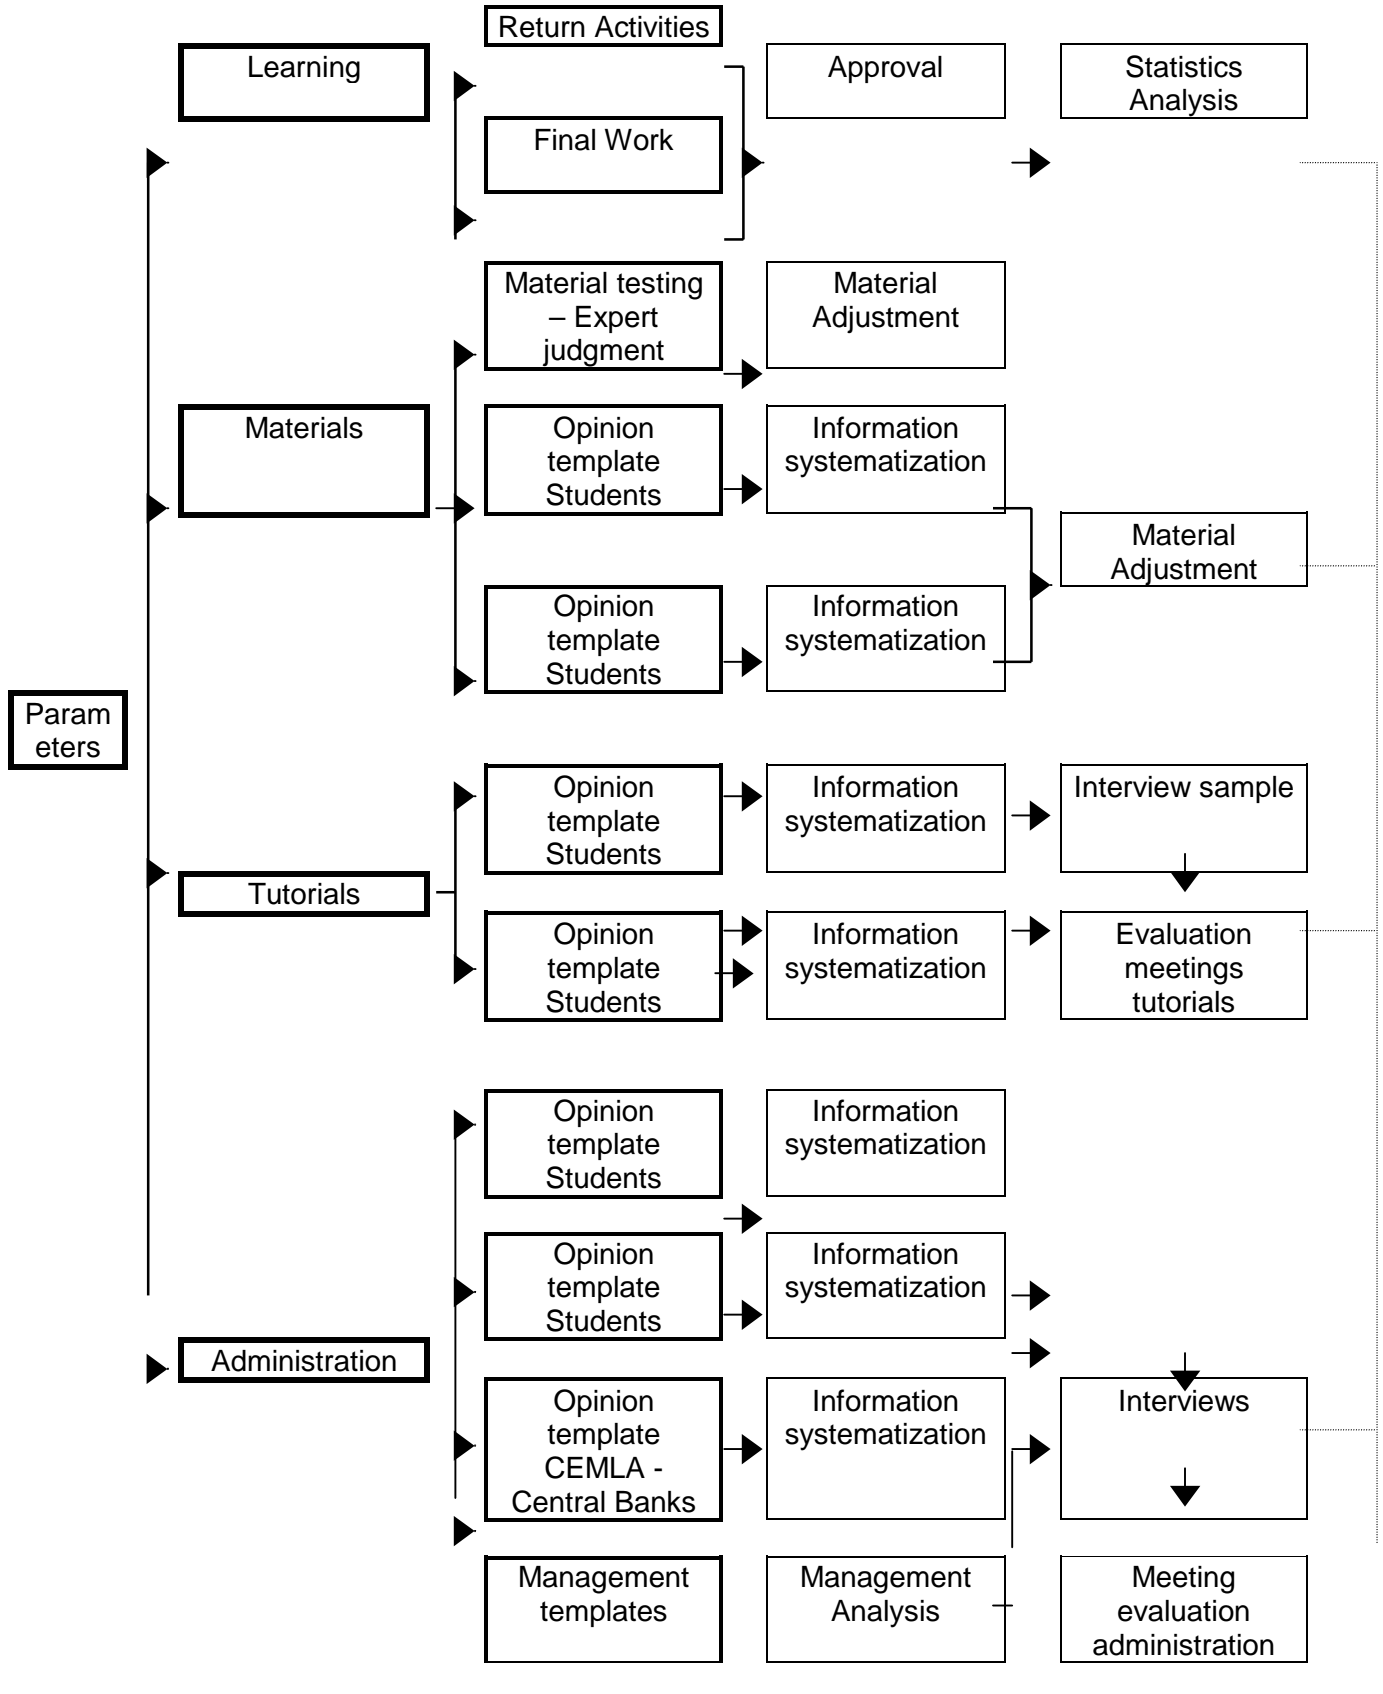 Return Activities
Learning
Approval
Statistics
Analysis
Final Work
Material testing
– Expert
judgment
Material
Adjustment
Materials
Opinion
template
Students
Information
systematization
Material
Adjustment
Opinion
template
Students
Information
systematization
Param
eters
Opinion
template
Students
Information
systematization
Interview sample
Tutorials
Opinion
template
Students
Information
systematization
Evaluation
meetings
tutorials
Opinion
template
Students
Information
systematization
Opinion
template
Students
Information
systematization
Administration
Opinion
template
CEMLA -
Central Banks
Information
systematization
Interviews
Management
templates
Management
Analysis
Meeting
evaluation
administration